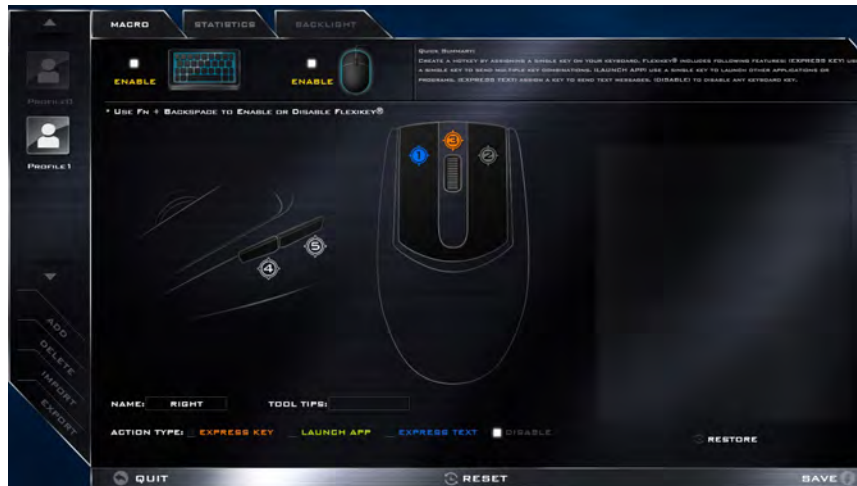 MACRO
STATISTICS
BACKLIGHT
ENABLE
ENABLE
QUICK SUMMARY:
CREATE A HOTKEY BY ASSIGNING A SINGLE KEY ON YOUR KEYBOARD. FLEXIKEY® INCLUDES FOLLOWING FEATURES: (EXPRESS KEY) USE
A SINGLE KEY TO SEND MULTIPLE KEY COMBINATIONS. (LAUNCH APP) USE A SINGLE KEY TO LAUNCH OTHER APPLICATIONS OR
PROGRAMS. (EXPRESS TEXT) ASSIGN A KEY TO SEND TEXT MESSAGES. (DISABLE) TO DISABLE ANY KEYBOARD KEY.
* USE FN + BACKSPACE TO ENABLE OR DISABLE FLEXIKEY®
PROFILE0
PROFILE1
3
1
2
5
4
ADD
DELETE
IMPORT
EXPORT
NAME: RIGHT TOOL TIPS:
ACTION TYPE: EXPRESS KEY LAUNCH APP EXPRESS TEXT DISABLE
RESTORE
QUIT RESET SAVE